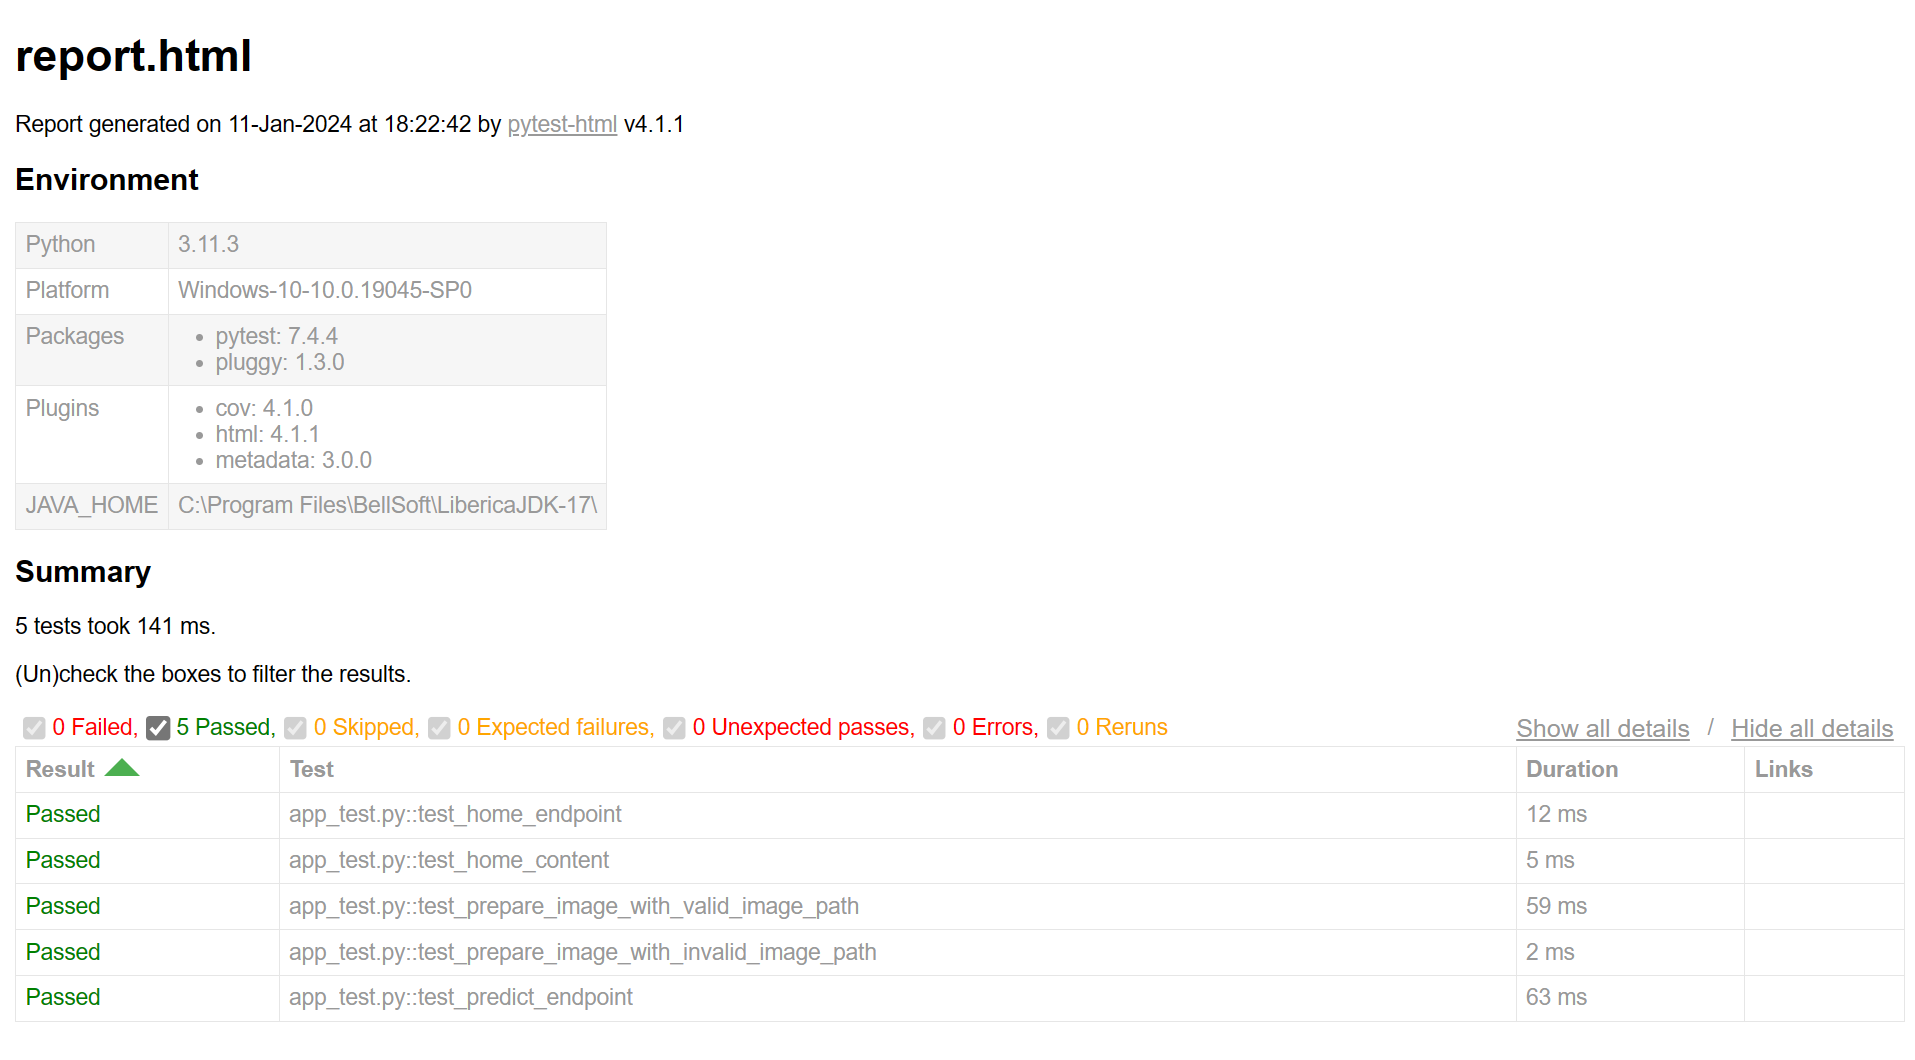 report.html
Report generated on 11-Jan-2024 at 18:22:42 by pytest-html v4.1.1
Environment
Python 3.11.3
Platform Windows-10-10.0.19045-SP0
Packages
• pytest: 7.4.4
• pluggy: 1.3.0
Plugins
• cov: 4.1.0
• html: 4.1.1
• metadata: 3.0.0
JAVA_HOME C:\Program Files\BellSoft\LibericaJDK-17\
Summary
5 tests took 141 ms.
(Un)check the boxes to filter the results.
0 Failed, 5 Passed, 0 Skipped, 0 Expected failures, 0 Unexpected passes, 0 Errors, 0 Reruns Show all details / Hide all details
Result Test Duration Links
Passed app_test.py::test_home_endpoint 12 ms
Passed app_test.py::test_home_content 5 ms
Passed app_test.py::test_prepare_image_with_valid_image_path 59 ms
Passed app_test.py::test_prepare_image_with_invalid_image_path 2 ms
Passed app_test.py::test_predict_endpoint 63 ms